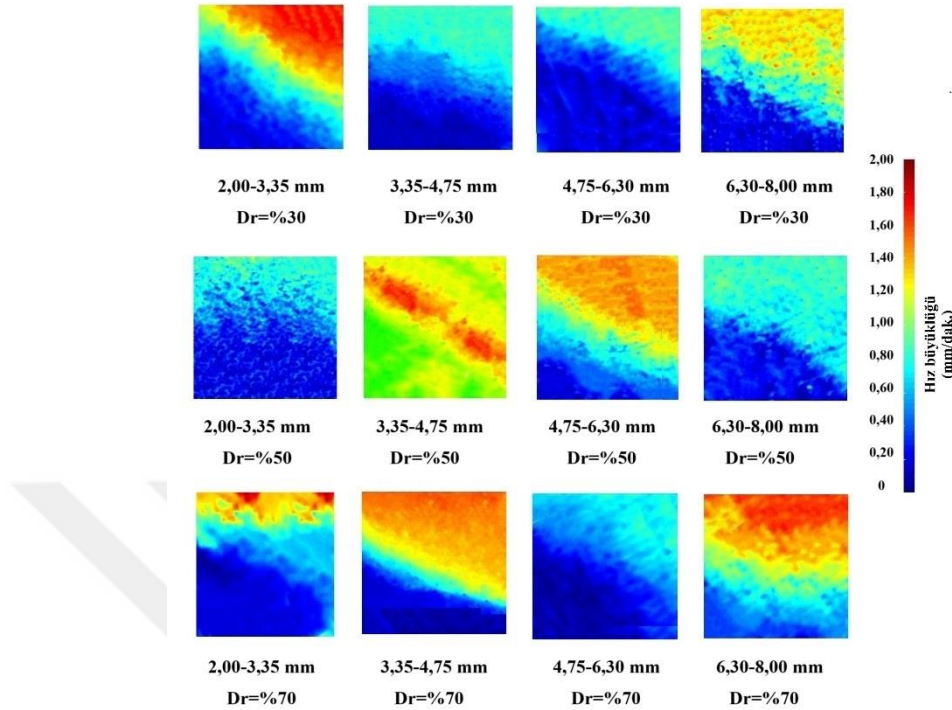 2,00-3,35 mm
Dr=%30
3,35-4,75 mm
Dr=%30
4,75-6,30 mm
Dr=%30
6,30-8,00 mm
Dr=%30
2,00-3,35 mm
Dr=%50
3,35-4,75 mm
Dr=%50
4,75-6,30 mm
Dr=%50
6,30-8,00 mm
Dr=%50
2,00-3,35 mm
Dr=%70
3,35-4,75 mm
Dr=%70
4,75-6,30 mm
Dr=%70
6,30-8,00 mm
Dr=%70
2,00
1,80
1,60
1,40
1,20
1,00
0,80
0,60
0,40
0,20
0
Hız büyüklüğü
(mm/dak.)